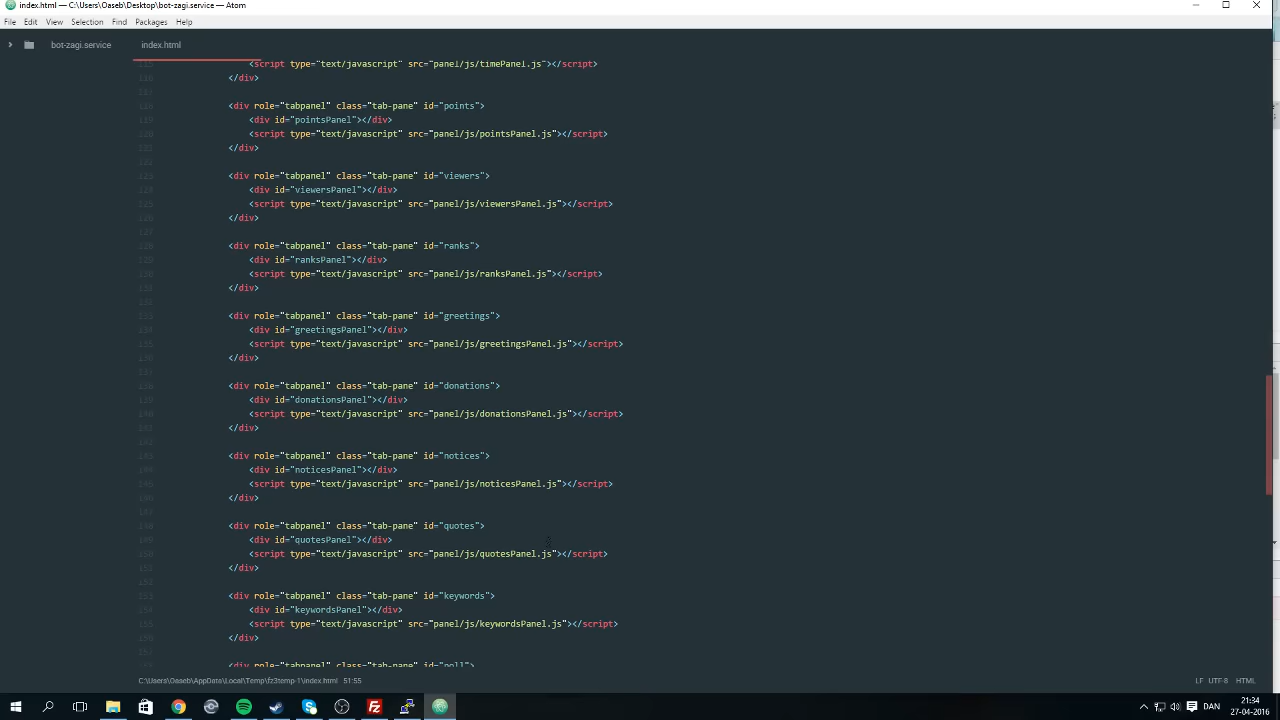 index.html — C:\Users\Oaseb\Desktop\bot-zagi.service — Atom
File Edit View Selection Find Packages Help
bot-zagi.service index.html
<script type="text/javascript" src="panel/js/timePanel.js"></script>
</div>
<div role="tabpanel" class="tab-pane" id="points">
<div id="pointsPanel"></div>
<script type="text/javascript" src="panel/js/pointsPanel.js"></script>
</div>
<div role="tabpanel" class="tab-pane" id="viewers">
<div id="viewersPanel"></div>
<script type="text/javascript" src="panel/js/viewersPanel.js"></script>
</div>
<div role="tabpanel" class="tab-pane" id="ranks">
<div id="ranksPanel"></div>
<script type="text/javascript" src="panel/js/ranksPanel.js"></script>
</div>
<div role="tabpanel" class="tab-pane" id="greetings">
<div id="greetingsPanel"></div>
<script type="text/javascript" src="panel/js/greetingsPanel.js"></script>
</div>
<div role="tabpanel" class="tab-pane" id="donations">
<div id="donationsPanel"></div>
<script type="text/javascript" src="panel/js/donationsPanel.js"></script>
</div>
<div role="tabpanel" class="tab-pane" id="notices">
<div id="noticesPanel"></div>
<script type="text/javascript" src="panel/js/noticesPanel.js"></script>
</div>
<div role="tabpanel" class="tab-pane" id="quotes">
<div id="quotesPanel"></div>
<script type="text/javascript" src="panel/js/quotesPanel.js"></script>
</div>
<div role="tabpanel" class="tab-pane" id="keywords">
<div id="keywordsPanel"></div>
<script type="text/javascript" src="panel/js/keywordsPanel.js"></script>
</div>
<div role="tabpanel" class="tab-pane" id="poll">
C:\Users\Oaseb\AppData\Local\Temp\fz3temp-1\index.html 51:55 LF UTF-8 HTML
DAN 21:34
27-04-2016